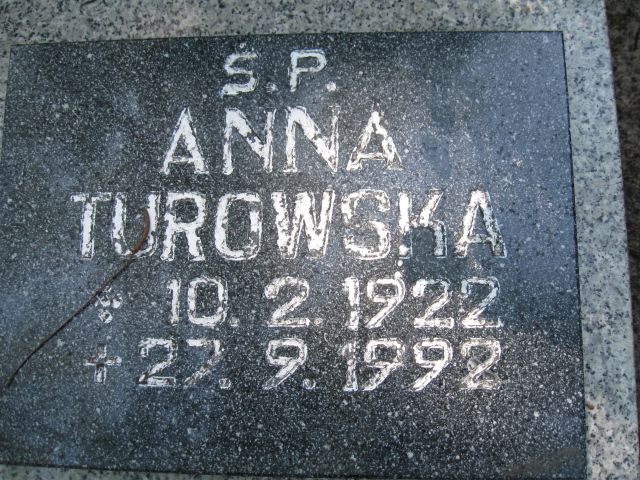 Ś.P.
ANNA
TUROWSKA
* 10. 2. 1922
+ 27. 9. 1992